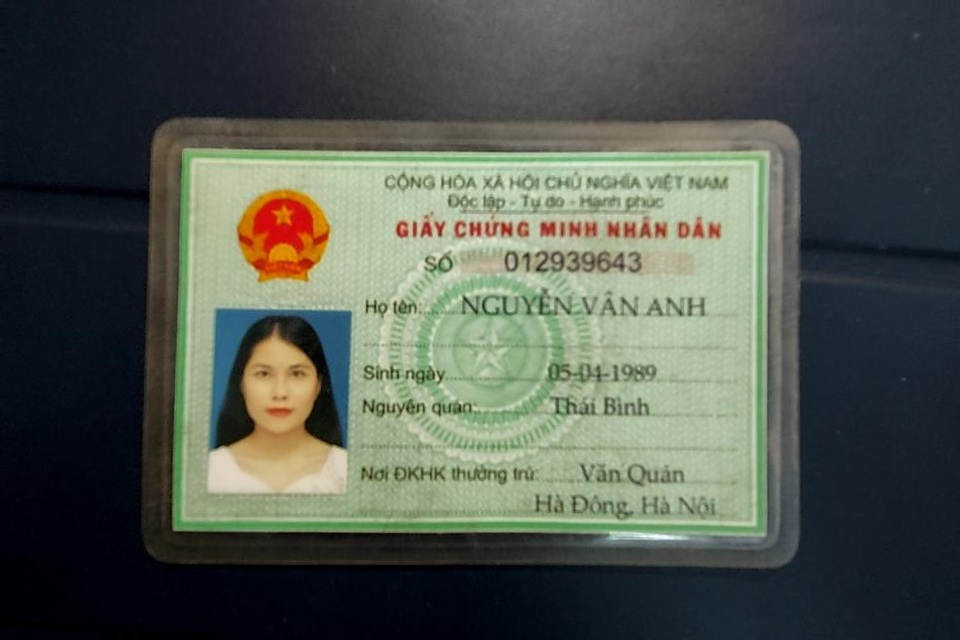 CỘNG HÒA XÃ HỘI CHỦ NGHĨA VIỆT NAM
Độc lập - Tự do - Hạnh phúc
GIẤY CHỨNG MINH NHÂN DÂN
SỐ 012939643
Họ tên: NGUYỄN VÂN ANH
Sinh ngày 05-04-1989
Nguyên quán: Thái Bình
Nơi ĐKHK thường trú: Văn Quán
Hà Đông, Hà Nội